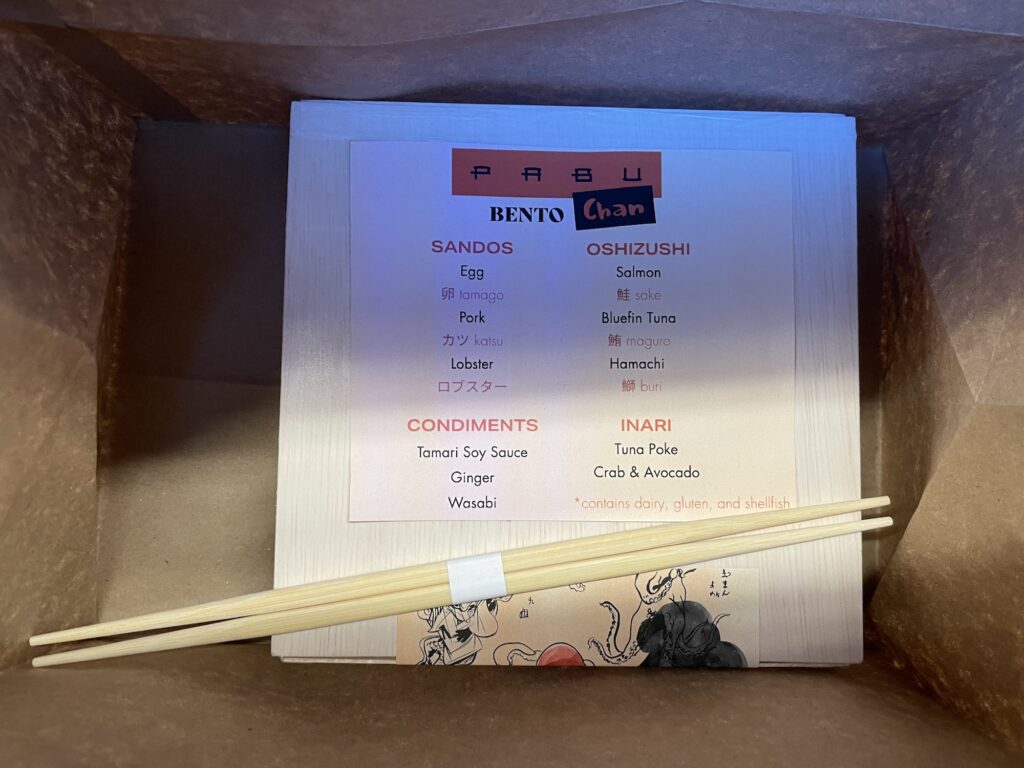 PABU
BENTO Chan
SANDOS
Egg
卵 tamago
Pork
カツ katsu
Lobster
ロブスター
CONDIMENTS
Tamari Soy Sauce
Ginger
Wasabi
OSHIZUSHI
Salmon
鮭 sake
Bluefin Tuna
鮪 maguro
Hamachi
鰤 buri
INARI
Tuna Poke
Crab & Avocado
*contains dairy, gluten, and shellfish